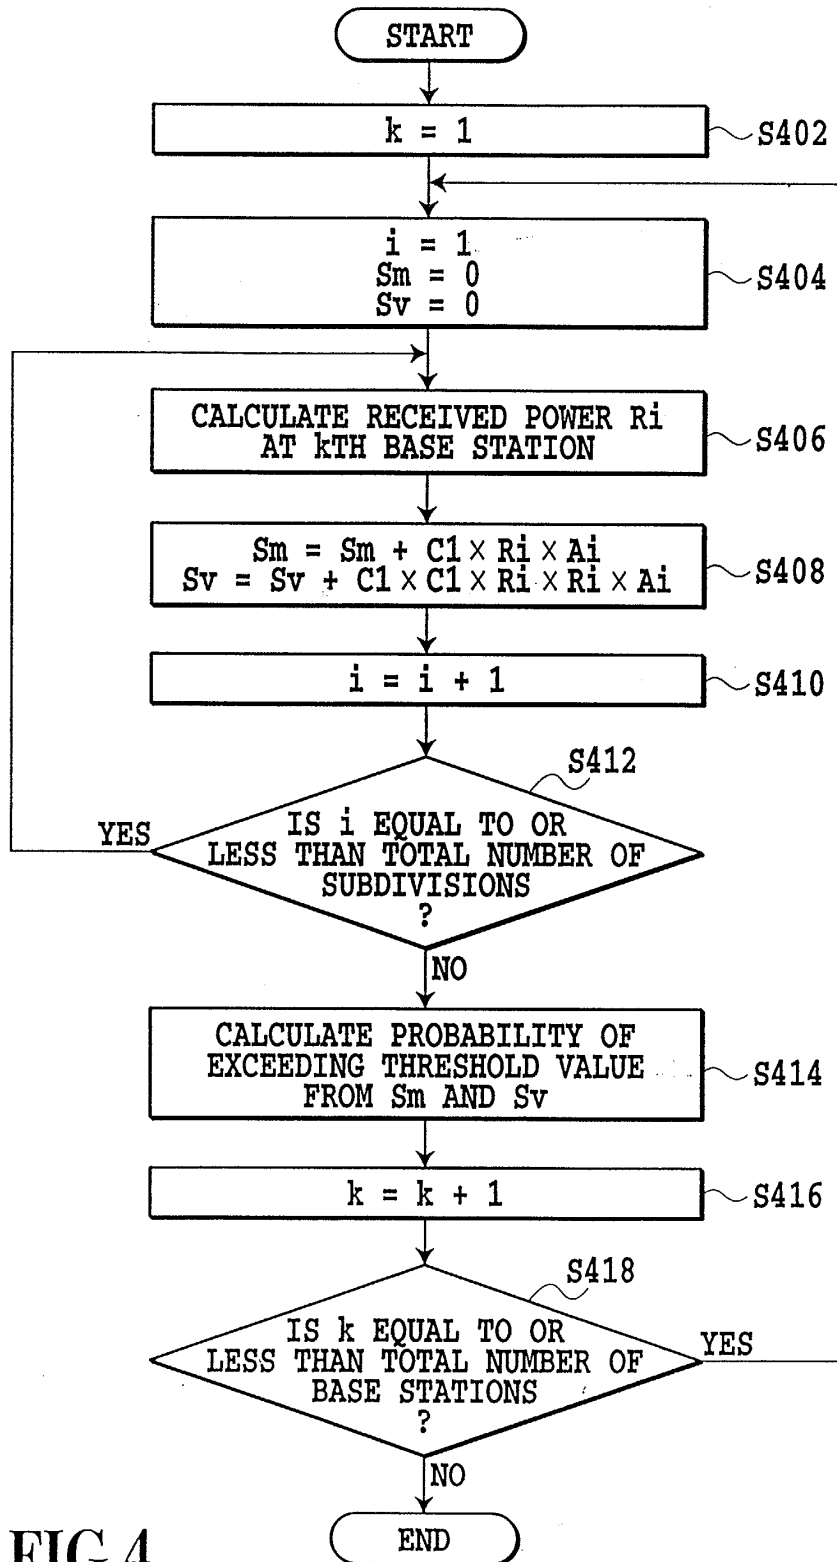 START
k = 1
S402
i = 1
Sm = 0
Sv = 0
S404
CALCULATE RECEIVED POWER Ri
AT kTH BASE STATION
S406
Sm = Sm + C1 × Ri × Ai
Sv = Sv + C1 × C1 × Ri × Ri × Ai
S408
i = i + 1
S410
S412
IS i EQUAL TO OR
LESS THAN TOTAL NUMBER OF
SUBDIVISIONS
?
YES
NO
CALCULATE PROBABILITY OF
EXCEEDING THRESHOLD VALUE
FROM Sm AND Sv
S414
k = k + 1
S416
S418
IS k EQUAL TO OR
LESS THAN TOTAL NUMBER OF
BASE STATIONS
?
YES
NO
END
FIG.4